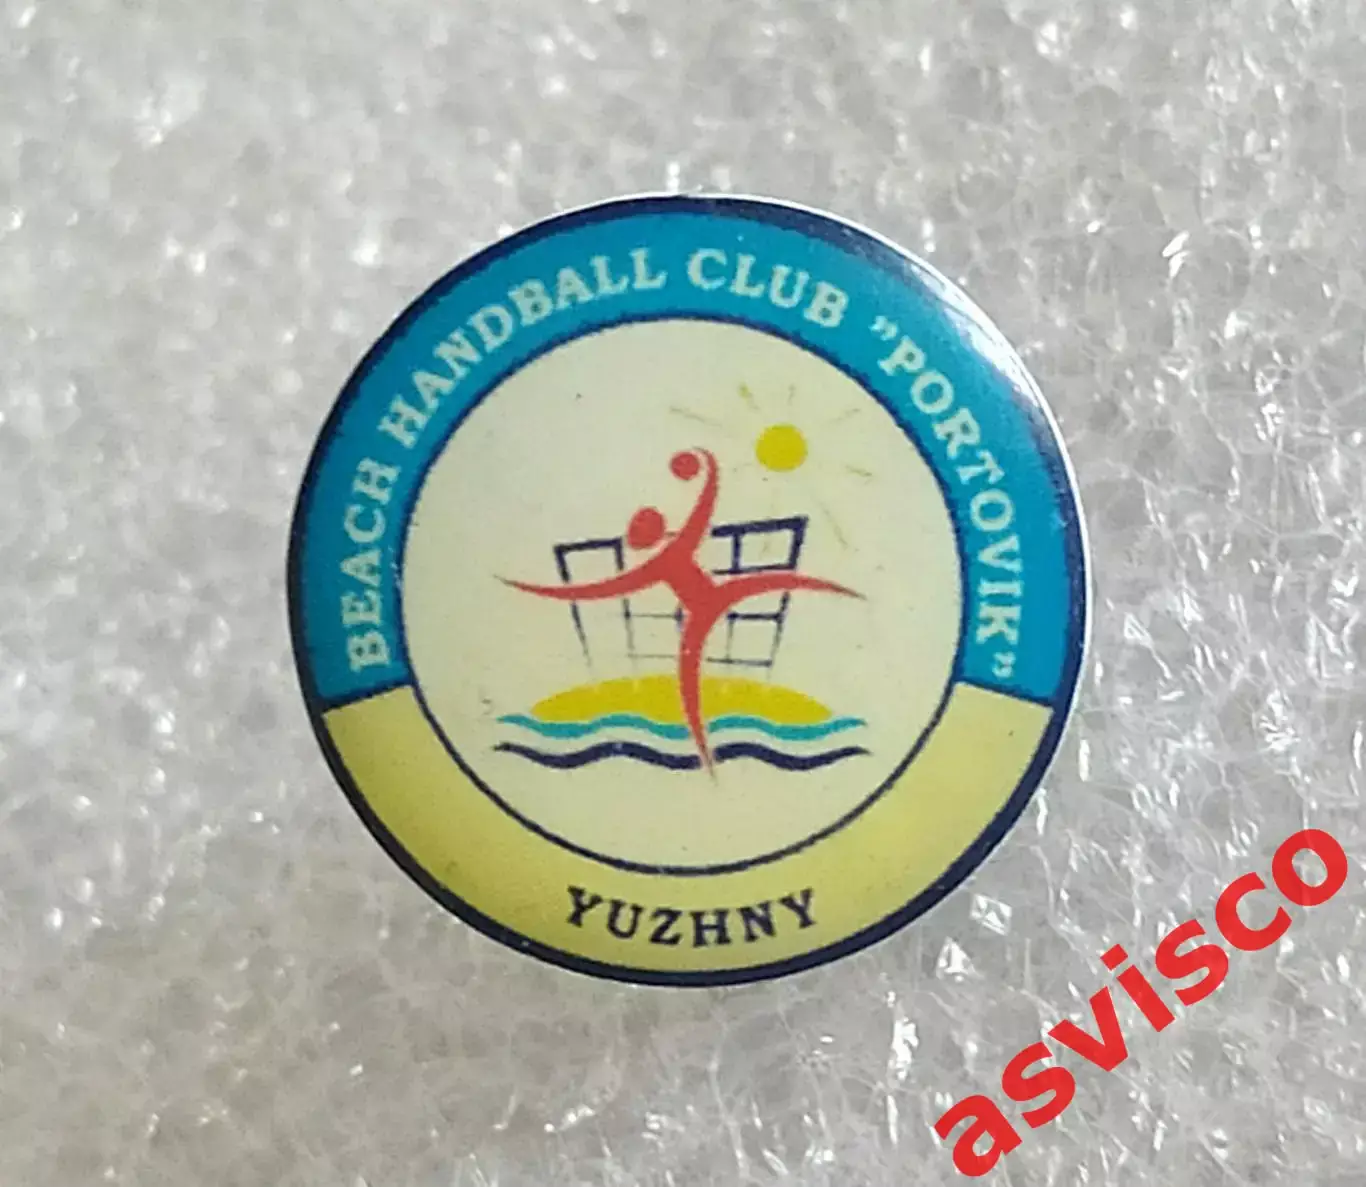 BEACH HANDBALL CLUB ”PORTOVIK”
YUZHNY
asvisco